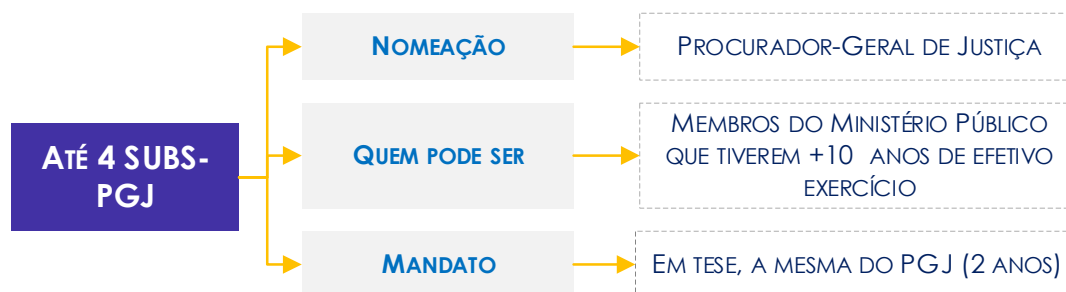 NOMEAÇÃO
PROCURADOR-GERAL DE JUSTIÇA
ATÉ 4 SUBS-
PGJ
QUEM PODE SER
MEMBROS DO MINISTÉRIO PÚBLICO
QUE TIVEREM +10 ANOS DE EFETIVO
EXERCÍCIO
MANDATO
EM TESE, A MESMA DO PGJ (2 ANOS)